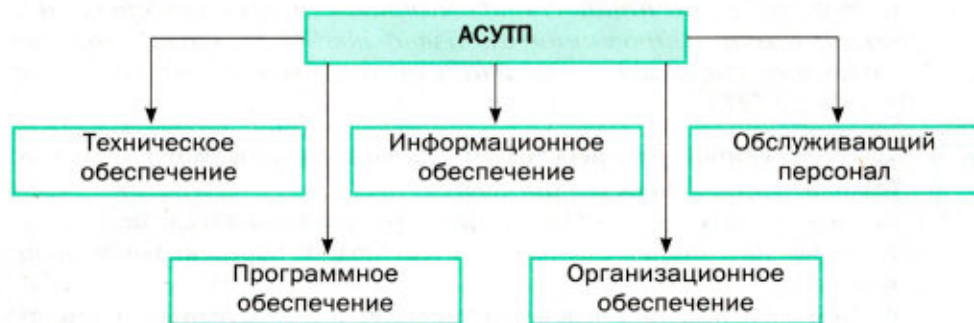 АСУТП
Техническое
обеспечение
Информационное
обеспечение
Обслуживающий
персонал
Программное
обеспечение
Организационное
обеспечение